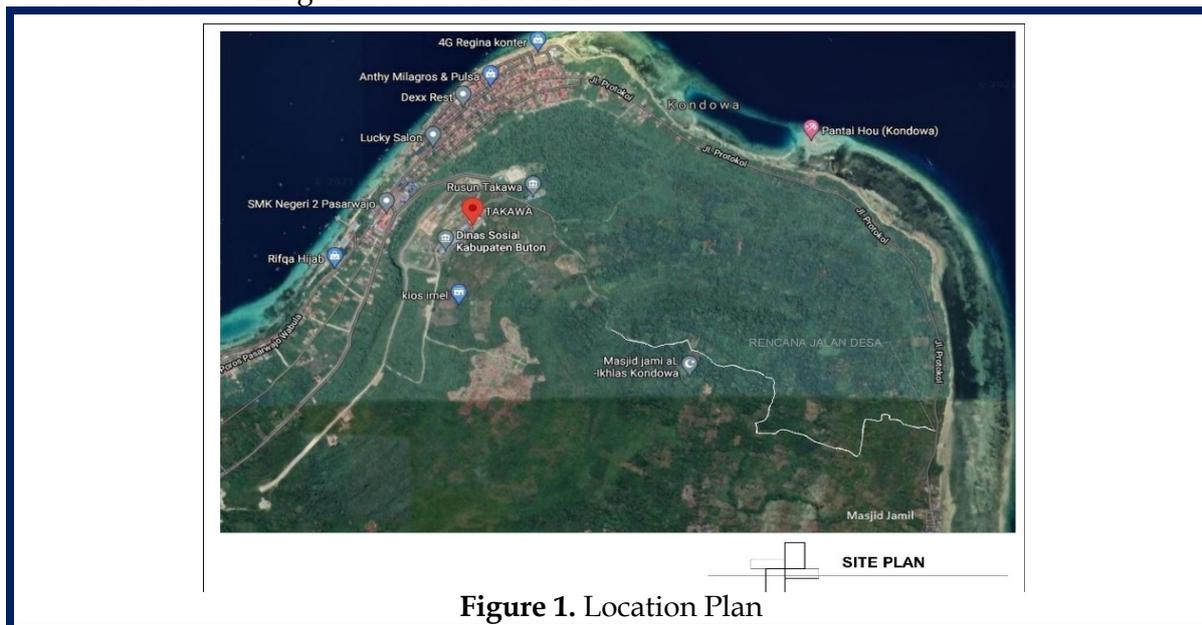 4G Regina konter
Anthy Milagros & Pulsa
Dexx Rest
Jl. Protokol
Kondowa
Lucky Salon
Pantai Hou (Kondowa)
Jl. Protokol
Rusun Takawa
SMK Negeri 2 Pasarwajo
TAKAWA
Jl. Protokol
Dinas Sosial
Kabupaten Buton
Rifqa Hijab
kios imel
Poros Pasarwajo Wabula
RENCANA JALAN DESA
Jl. Protokol
Masjid jami aL
-Ikhlas Kondowa
Masjid Jamil
SITE PLAN
Figure 1. Location Plan